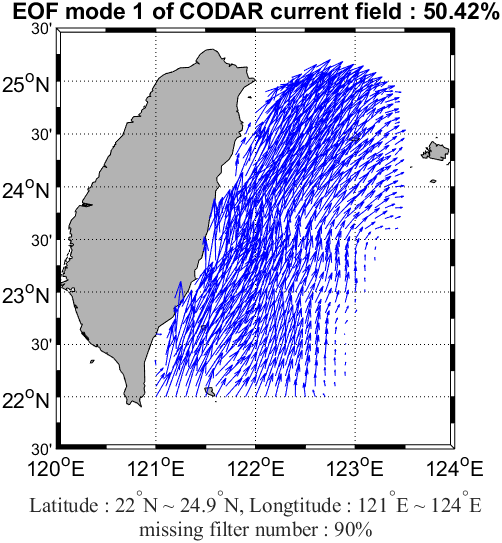 EOF mode 1 of CODAR current field : 50.42%
30'
25°N
30'
24°N
30'
23°N
30'
22°N
30'
120°E 121°E 122°E 123°E 124°E
Latitude : 22°N ~ 24.9°N, Longtitude : 121°E ~ 124°E
missing filter number : 90%